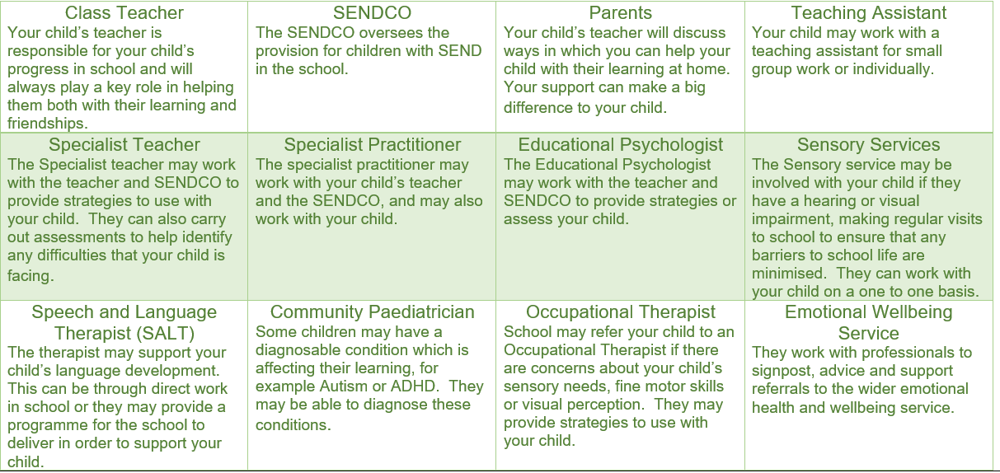 Class Teacher
Your child’s teacher is
responsible for your child’s
progress in school and will
always play a key role in helping
them both with their learning and
friendships.
SENDCO
The SENDCO oversees the
provision for children with SEND
in the school.
Parents
Your child’s teacher will discuss
ways in which you can help your
child with their learning at home.
Your support can make a big
difference to your child.
Teaching Assistant
Your child may work with a
teaching assistant for small
group work or individually.
Specialist Teacher
The Specialist teacher may work
with the teacher and SENDCO to
provide strategies to use with
your child.  They can also carry
out assessments to help identify
any difficulties that your child is
facing.
Specialist Practitioner
The specialist practitioner may
work with your child’s teacher
and the SENDCO, and may also
work with your child.
Educational Psychologist
The Educational Psychologist
may work with the teacher and
SENDCO to provide strategies or
assess your child.
Sensory Services
The Sensory service may be
involved with your child if they
have a hearing or visual
impairment, making regular visits
to school to ensure that any
barriers to school life are
minimised.  They can work with
your child on a one to one basis.
Speech and Language
Therapist (SALT)
The therapist may support your
child’s language development.
This can be through direct work
in school or they may provide a
programme for the school to
deliver in order to support your
child.
Community Paediatrician
Some children may have a
diagnosable condition which is
affecting their learning, for
example Autism or ADHD.  They
may be able to diagnose these
conditions.
Occupational Therapist
School may refer your child to an
Occupational Therapist if there
are concerns about your child’s
sensory needs, fine motor skills
or visual perception.  They may
provide strategies to use with
your child.
Emotional Wellbeing
Service
They work with professionals to
signpost, advice and support
referrals to the wider emotional
health and wellbeing service.